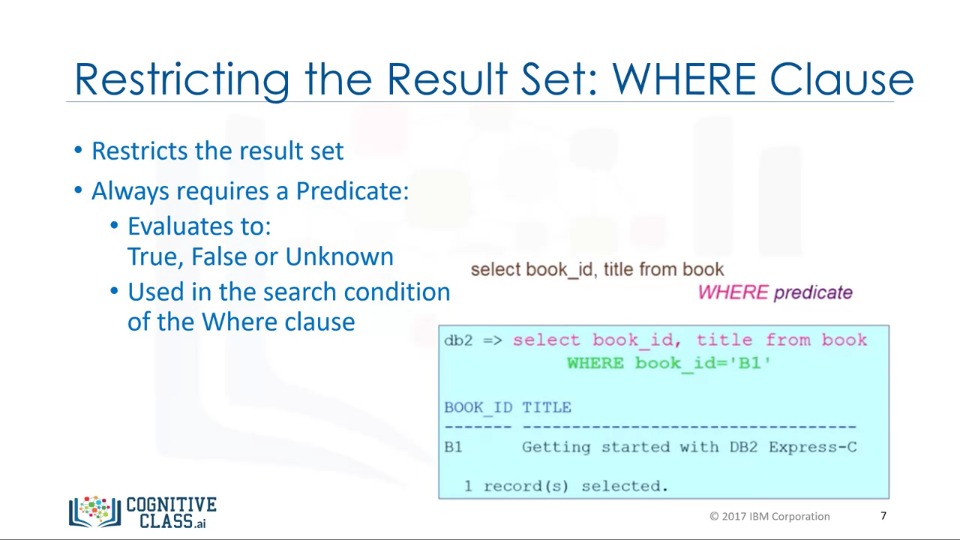 Restricting the Result Set: WHERE Clause
• Restricts the result set
• Always requires a Predicate:
• Evaluates to:
True, False or Unknown
• Used in the search condition
of the Where clause
select book_id, title from book
WHERE predicate
db2 => select book_id, title from book
WHERE book_id='B1'
BOOK_ID TITLE
------- ----------------------------------
B1 Getting started with DB2 Express-C
1 record(s) selected.
COGNITIVE
CLASS.ai
© 2017 IBM Corporation 7